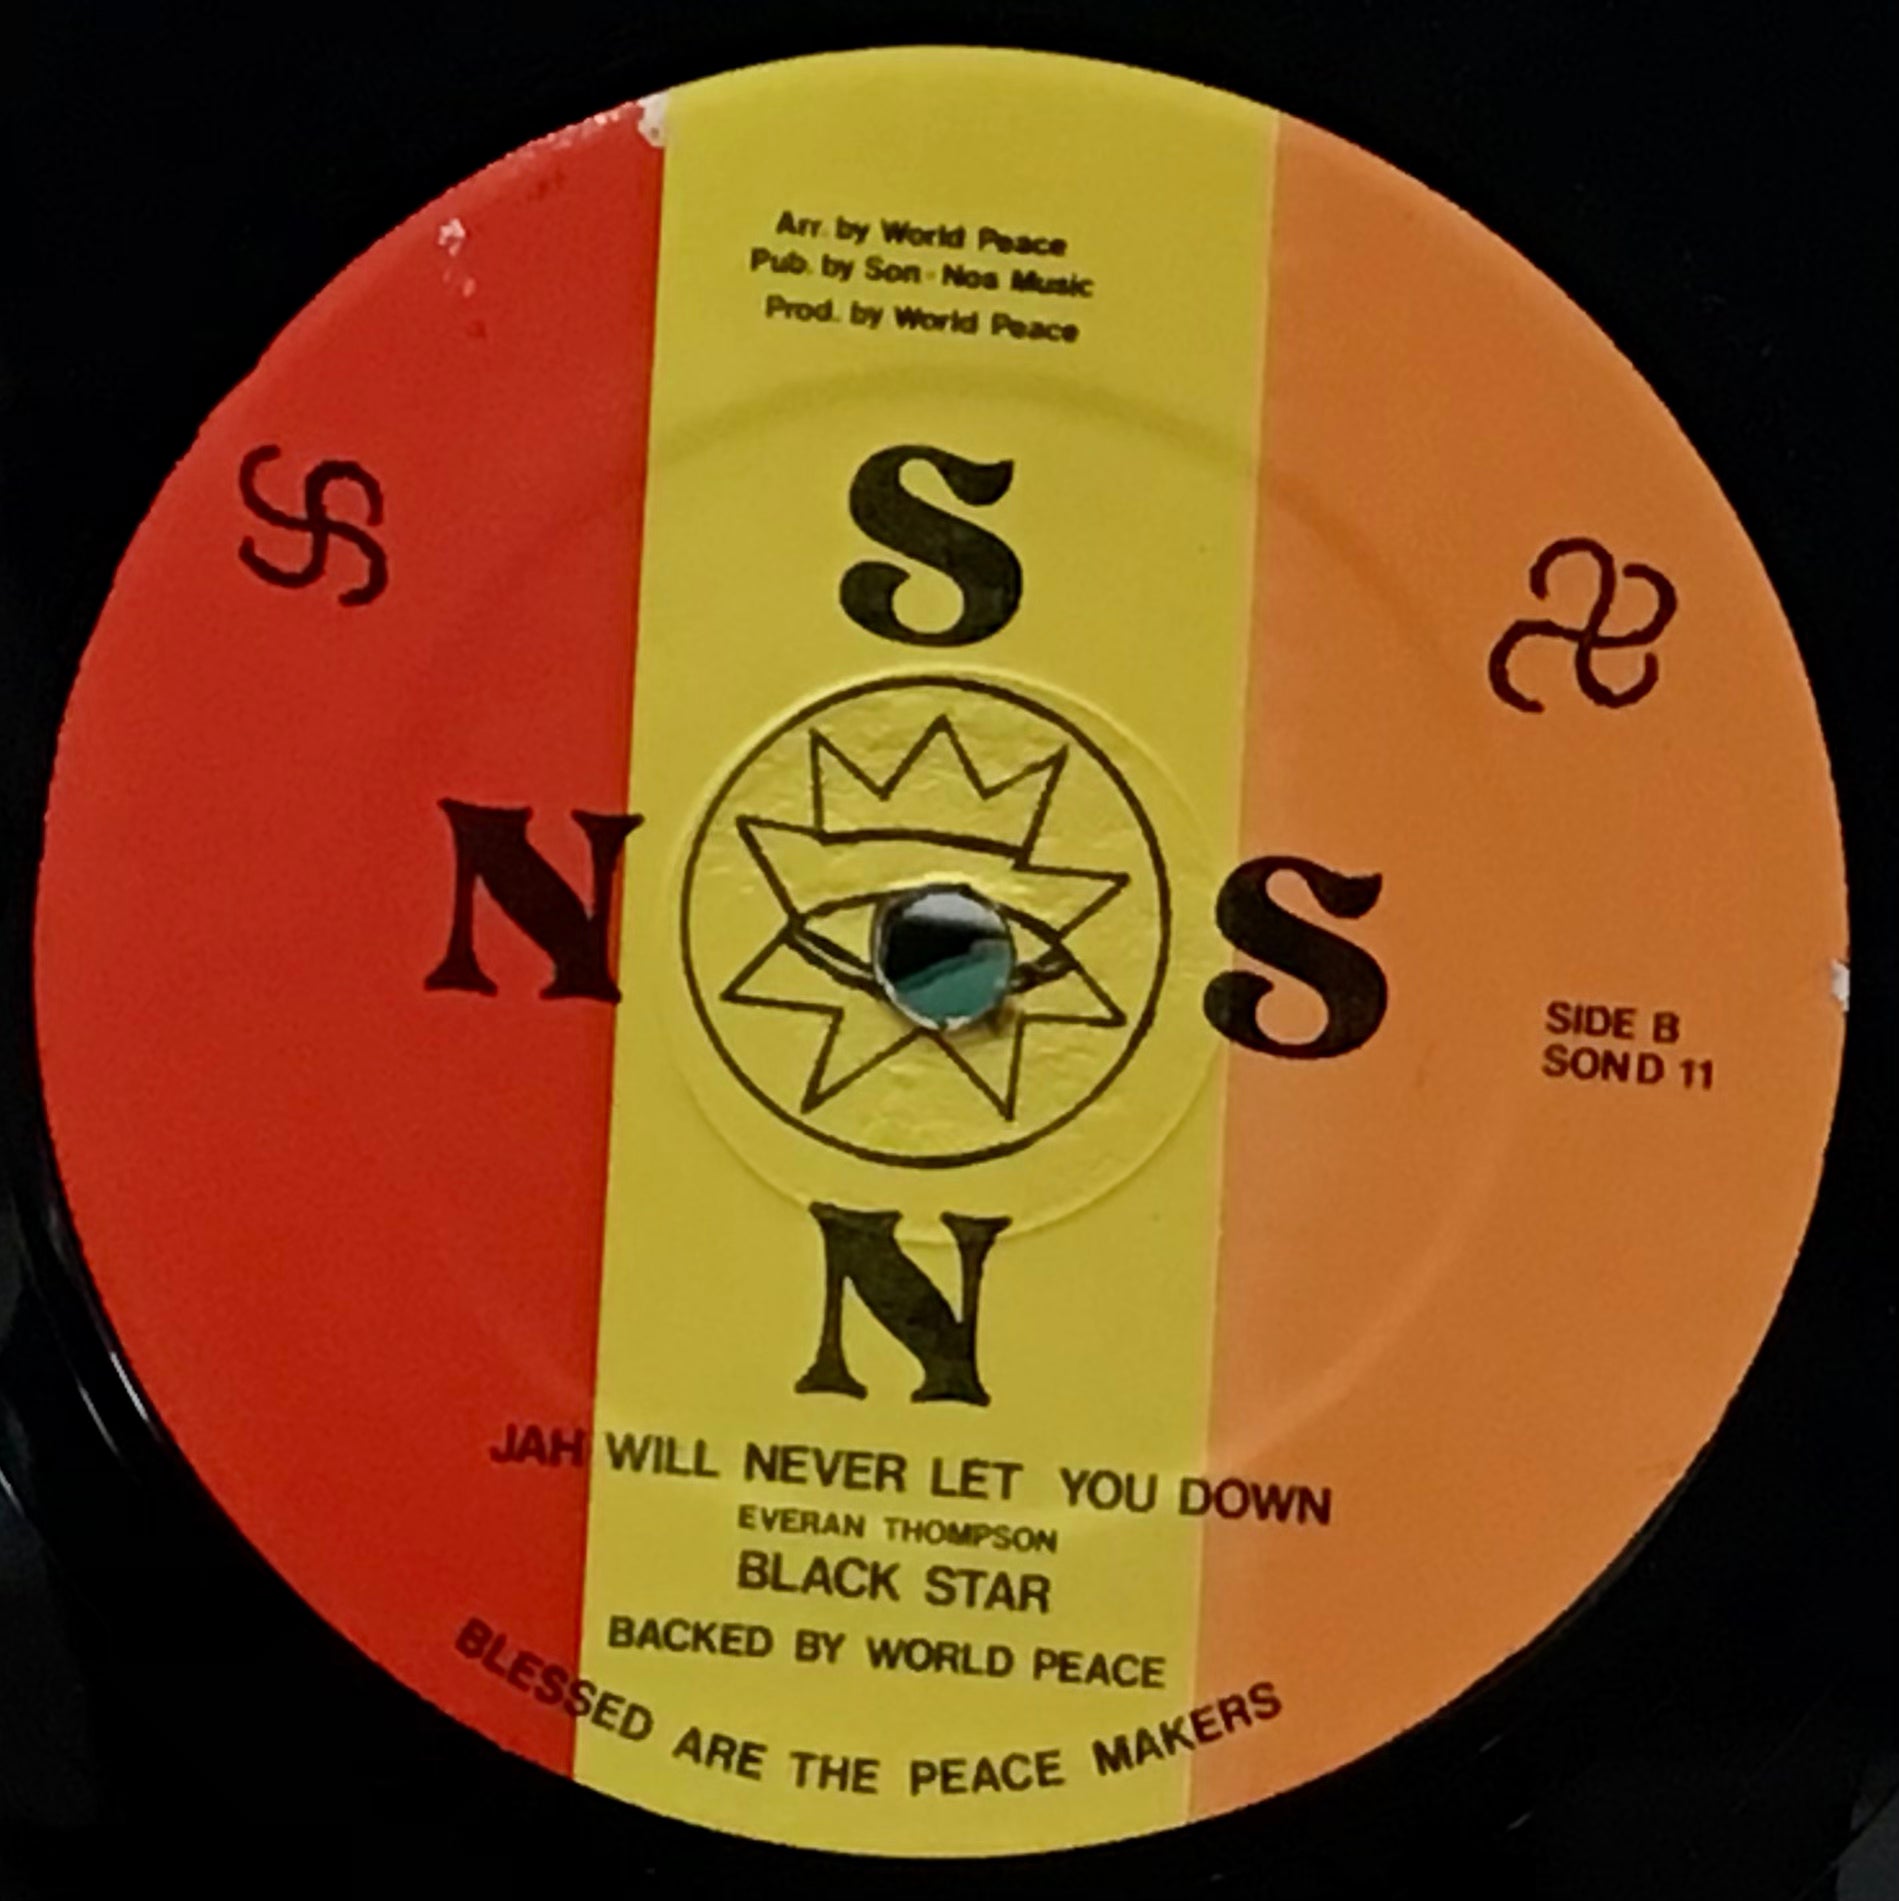 Arr. by World Peace
Pub. by Son-Nos Music
Prod. by World Peace
S
N S
N
SIDE B
SOND 11
JAH WILL NEVER LET YOU DOWN
EVERAN THOMPSON
BLACK STAR
BACKED BY WORLD PEACE
BLESSED ARE THE PEACE MAKERS